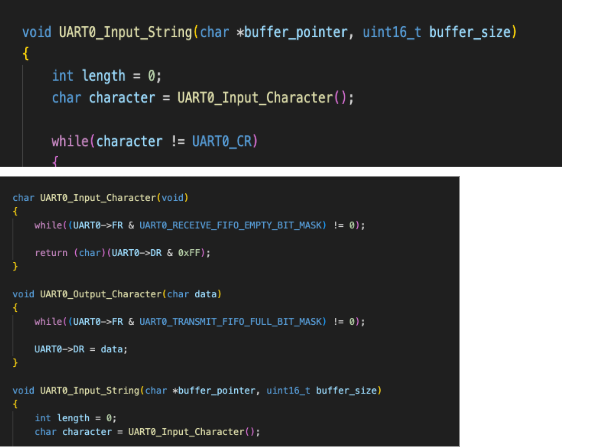 void UART0_Input_String(char *buffer_pointer, uint16_t buffer_size)
{
    int length = 0;
    char character = UART0_Input_Character();

    while(character != UART0_CR)
    {
char UART0_Input_Character(void)
{
    while((UART0->FR & UART0_RECEIVE_FIFO_EMPTY_BIT_MASK) != 0);

    return (char)(UART0->DR & 0xFF);
}

void UART0_Output_Character(char data)
{
    while((UART0->FR & UART0_TRANSMIT_FIFO_FULL_BIT_MASK) != 0);

    UART0->DR = data;
}

void UART0_Input_String(char *buffer_pointer, uint16_t buffer_size)
{
    int length = 0;
    char character = UART0_Input_Character();